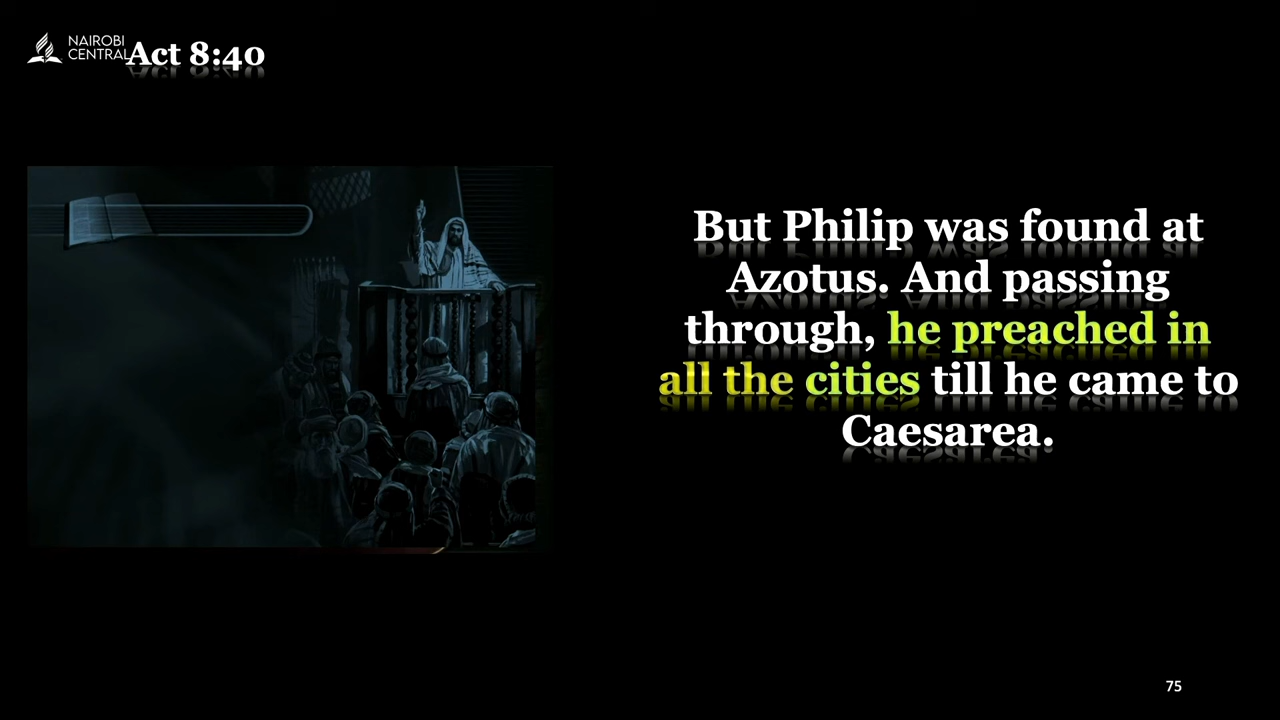 NAIROBI
CENTRAL
Act 8:40
But Philip was found at
Azotus. And passing
through, he preached in
all the cities till he came to
Caesarea.
75